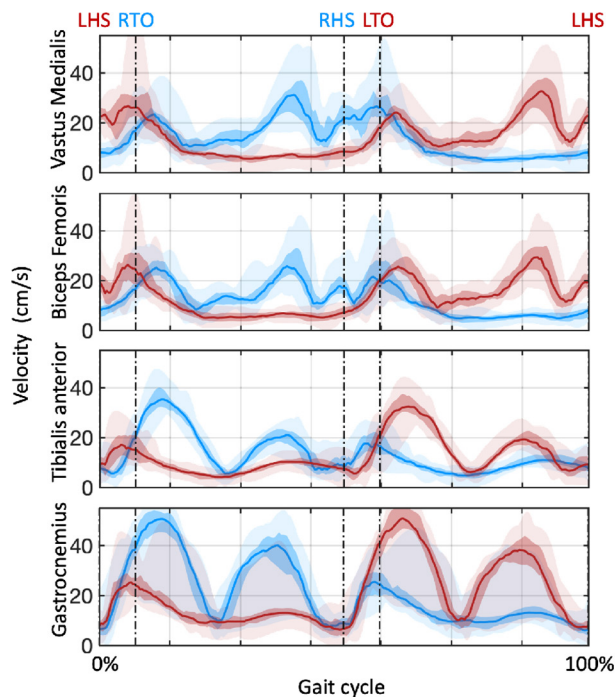 LHS RTO RHS LTO LHS
Vastus Medialis
40
20
0
Biceps Femoris
40
20
0
Velocity (cm/s)
Tibialis anterior
40
20
0
Gastrocnemius
40
20
0
0% 100%
Gait cycle